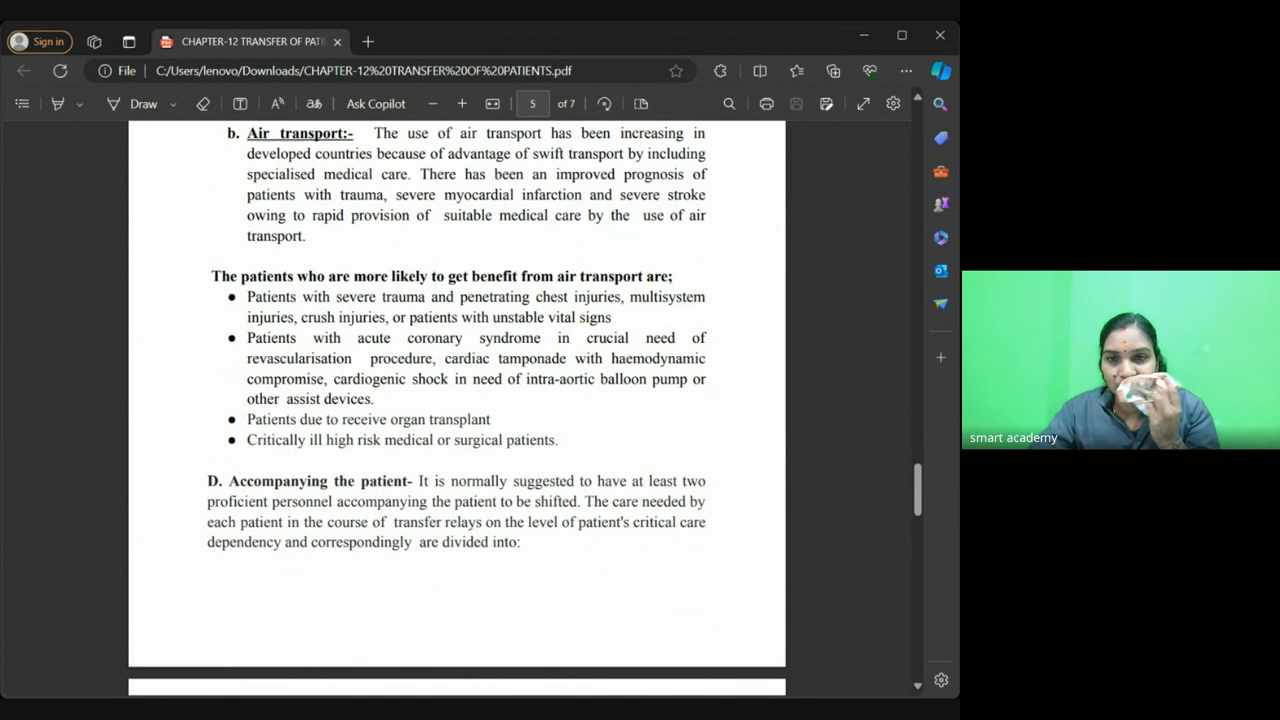 Sign in
CHAPTER-12 TRANSFER OF PATI
File
C:/Users/lenovo/Downloads/CHAPTER-12%20TRANSFER%20OF%20PATIENTS.pdf
Draw
Ask Copilot
5 of 7
b. Air transport:- The use of air transport has been increasing in
developed countries because of advantage of swift transport by including
specialised medical care. There has been an improved prognosis of
patients with trauma, severe myocardial infarction and severe stroke
owing to rapid provision of suitable medical care by the use of air
transport.
The patients who are more likely to get benefit from air transport are;
● Patients with severe trauma and penetrating chest injuries, multisystem
injuries, crush injuries, or patients with unstable vital signs
● Patients with acute coronary syndrome in crucial need of
revascularisation procedure, cardiac tamponade with haemodynamic
compromise, cardiogenic shock in need of intra-aortic balloon pump or
other assist devices.
● Patients due to receive organ transplant
● Critically ill high risk medical or surgical patients.
D. Accompanying the patient- It is normally suggested to have at least two
proficient personnel accompanying the patient to be shifted. The care needed by
each patient in the course of transfer relays on the level of patient's critical care
dependency and correspondingly are divided into:
smart academy